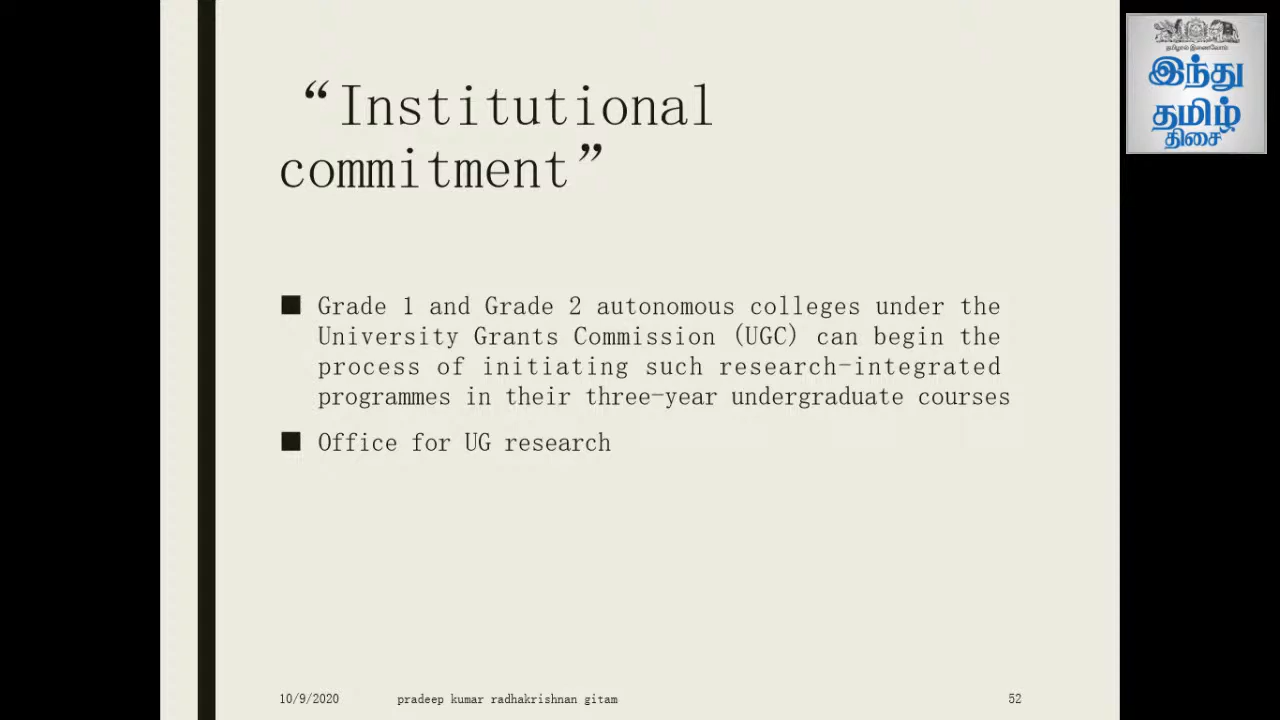 “Institutional
commitment”
Grade 1 and Grade 2 autonomous colleges under the
University Grants Commission (UGC) can begin the
process of initiating such research-integrated
programmes in their three-year undergraduate courses
Office for UG research
10/9/2020 pradeep kumar radhakrishnan gitam 52
தமிழால் இணைவோம்
இந்து
தமிழ்
திசை